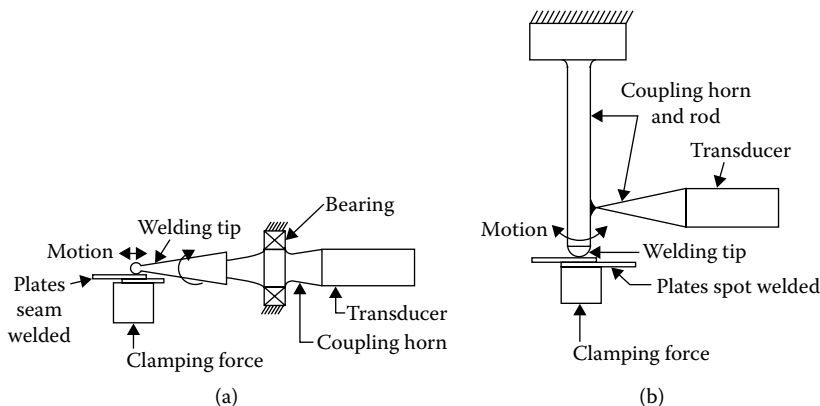 Bearing
Welding tip
Motion
Plates
seam
welded
Transducer
Coupling horn
Clamping force
(a)
Coupling horn
and rod
Transducer
Motion
Welding tip
Plates spot welded
Clamping force
(b)